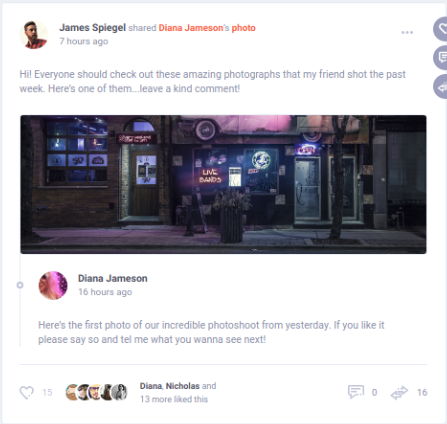 James Spiegel shared Diana Jameson's photo
7 hours ago
Hi! Everyone should check out these amazing photographs that my friend shot the past
week. Here's one of them...leave a kind comment!
LIVE
BANDS
Diana Jameson
16 hours ago
Here's the first photo of our incredible photoshoot from yesterday. If you like it
please say so and tell me what you wanna see next!
15
Diana, Nicholas and
13 more liked this
0
16